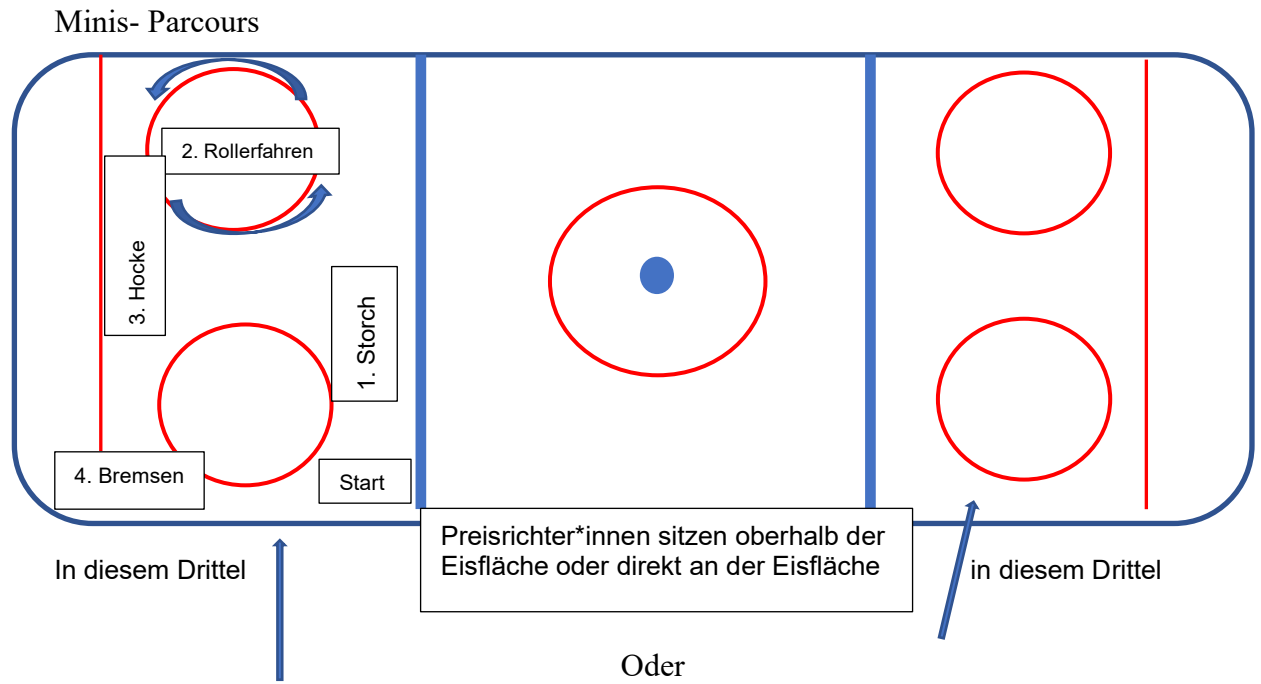 Minis- Parcours
2. Rollerfahren
3. Hocke
1. Storch
4. Bremsen
Start
Preisrichter*innen sitzen oberhalb der
Eisfläche oder direkt an der Eisfläche
In diesem Drittel
in diesem Drittel
Oder